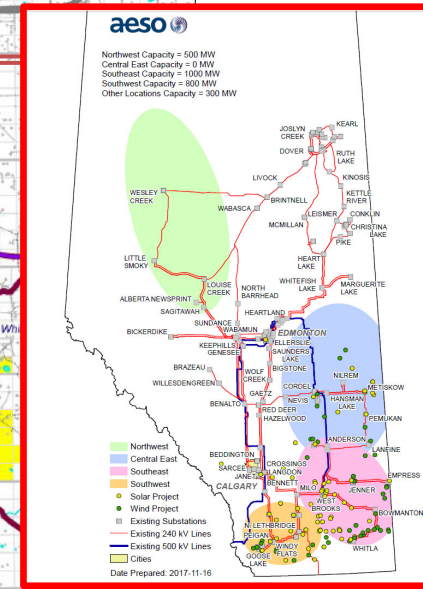 aeso
Northwest Capacity = 500 MW
Central East Capacity = 0 MW
Southeast Capacity = 1000 MW
Southwest Capacity = 800 MW
Other Locations Capacity = 300 MW
KEARL
JOSLYN
CREEK
DOVER
RUTH
LAKE
LIVOCK
KINOSIS
WESLEY
CREEK
BRINTNELL
KETTLE
RIVER
WABASCA
LEISMER
CONKLIN
MCMILLAN
CHRISTINA
LAKE
PIKE
HEART
LAKE
LITTLE
SMOKY
LOUISE
CREEK
WHITEFISH
LAKE
MARGUERITE
LAKE
NORTH
BARRHEAD
ALBERTA NEWSPRINT
SAGITAWAH
HEARTLAND
SUNDANCE
WABAMUN
EDMONTON
BICKERDIKE
KEEPHILLS
ELLERSLIE
GENESEE
SAUNDERS
LAKE
BRAZEAU
WOLF
CREEK
BIGSTONE
NILREM
WILLESDENGREEN
CORDEL
METISKOW
GAETZ
NEVIS
HANSMAN
LAKE
BENALTO
RED DEER
PEMUKAN
HAZELWOOD
ANDERSON
LANFINE
Northwest
Central East
Southeast
Southwest
Solar Project
Wind Project
Existing Substations
Existing 240 kV Lines
Existing 500 kV Lines
Cities
BEDDINGTON
CROSSINGS
SARCEE
LANGDON
EMPRESS
JANET
BENNETT
JENNER
CALGARY
MILO
WEST
BROOKS
BOWMANTON
N. LETHBRIDGE
PEIGAN
GOOSE
LAKE
WINDY
FLATS
WHITLA
Date Prepared: 2017-11-16